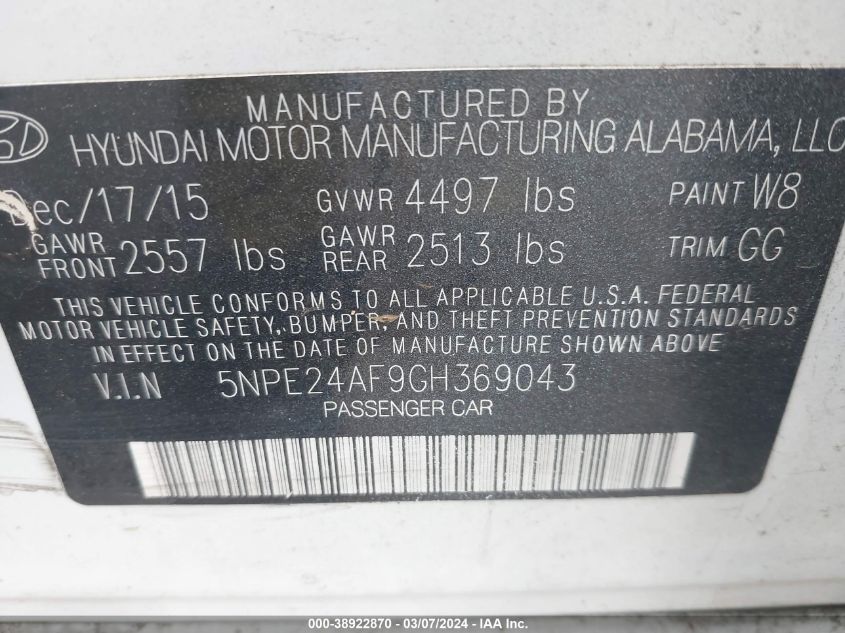 MANUFACTURED BY
HYUNDAI MOTOR MANUFACTURING ALABAMA, LLC
Dec/17/15 GVWR 4497 lbs PAINT W8
GAWR FRONT 2557 lbs GAWR REAR 2513 lbs TRIM GG
THIS VEHICLE CONFORMS TO ALL APPLICABLE U.S.A. FEDERAL
MOTOR VEHICLE SAFETY, BUMPER, AND THEFT PREVENTION STANDARDS
IN EFFECT ON THE DATE OF MANUFACTURE SHOWN ABOVE
V.I.N 5NPE24AF9GH369043
PASSENGER CAR
000-38922870 - 03/07/2024 - IAA Inc.